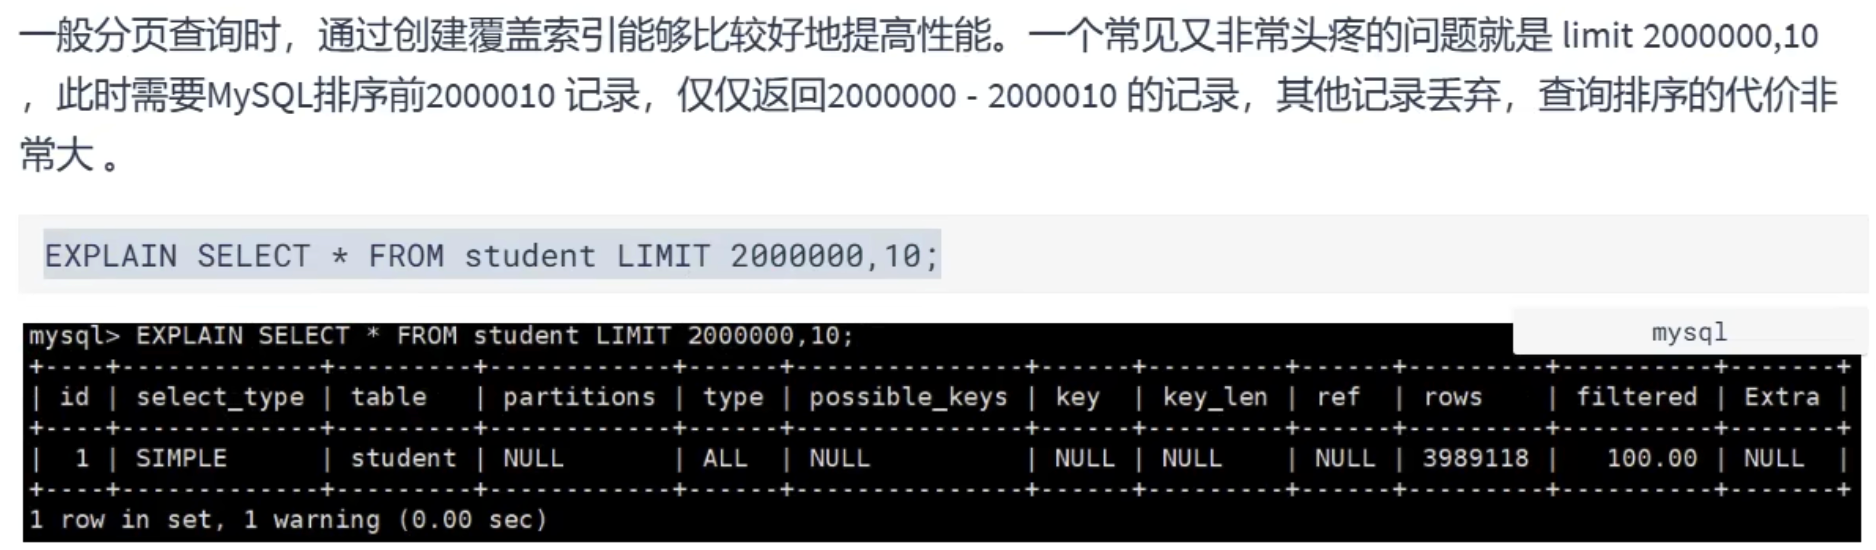 一般分页查询时，通过创建覆盖索引能够比较好地提高性能。一个常见又非常头疼的问题就是 limit 2000000,10
，此时需要MySQL排序前2000010 记录，仅仅返回2000000 - 2000010 的记录，其他记录丢弃，查询排序的代价非
常大 。
EXPLAIN SELECT * FROM student LIMIT 2000000,10;
mysql
mysql> EXPLAIN SELECT * FROM student LIMIT 2000000,10;
+----+-------------+---------+------------+------+---------------+------+---------+------+---------+----------+-------+
| id | select_type | table   | partitions | type | possible_keys | key  | key_len | ref  | rows    | filtered | Extra |
+----+-------------+---------+------------+------+---------------+------+---------+------+---------+----------+-------+
|  1 | SIMPLE      | student | NULL       | ALL  | NULL          | NULL | NULL    | NULL | 3989118 |   100.00 | NULL  |
+----+-------------+---------+------------+------+---------------+------+---------+------+---------+----------+-------+
1 row in set, 1 warning (0.00 sec)